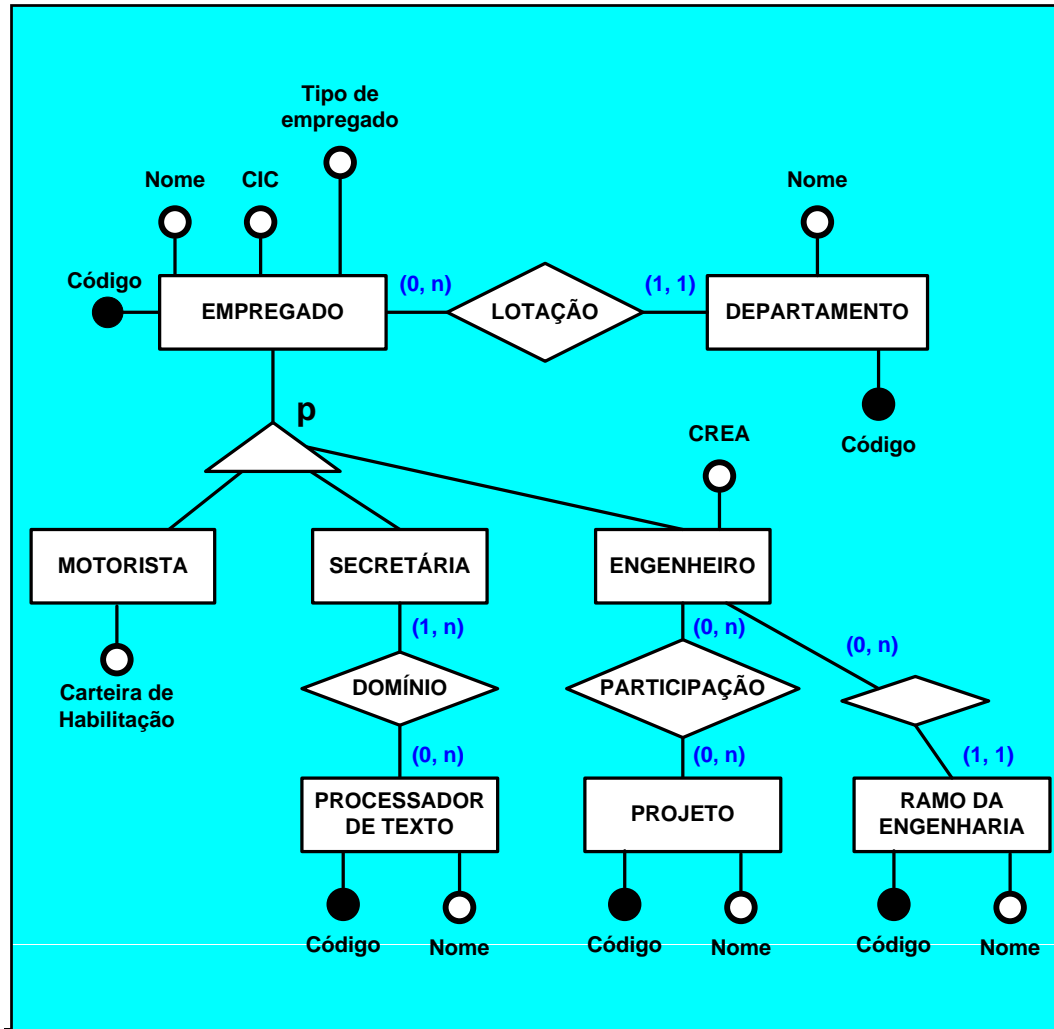 Tipo de
empregado
Nome
CIC
Nome
Código
(0, n)
(1, 1)
EMPREGADO
LOTAÇÃO
DEPARTAMENTO
p
CREA
Código
MOTORISTA
SECRETÁRIA
ENGENHEIRO
(1, n)
(0, n)
(0, n)
DOMÍNIO
PARTICIPAÇÃO
Carteira de
Habilitação
(0, n)
(0, n)
(1, 1)
PROCESSADOR
DE TEXTO
PROJETO
RAMO DA
ENGENHARIA
Código
Nome
Código
Nome
Código
Nome